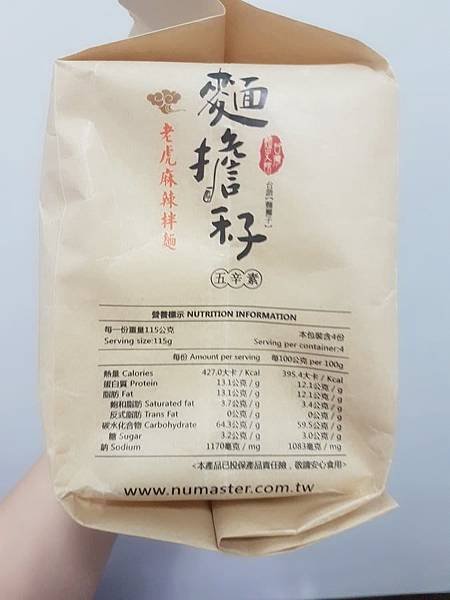 麵擔秄
老虎麻辣拌麵
台語【麵攤子】
五辛素
營養標示 NUTRITION INFORMATION
每一份重量115公克 本包裝含4份
Serving size:115g Serving per container:4
每份 Amount per serving 每100公克 per 100g
熱量 Calories 427.0大卡 / Kcal 395.4大卡 / Kcal
蛋白質 Protein 13.1公克 / g 12.1公克 / g
脂肪 Fat 13.1公克 / g 12.1公克 / g
飽和脂肪 Saturated fat 3.7公克 / g 3.4公克 / g
反式脂肪 Trans Fat 0公克 / g 0公克 / g
碳水化合物 Carbohydrate 64.3公克 / g 59.5公克 / g
糖 Sugar 3.2公克 / g 3.0公克 / g
鈉 Sodium 1170毫克 / mg 1083毫克 / mg
<本產品已投保產品責任險，敬請安心食用>
www.numaster.com.tw